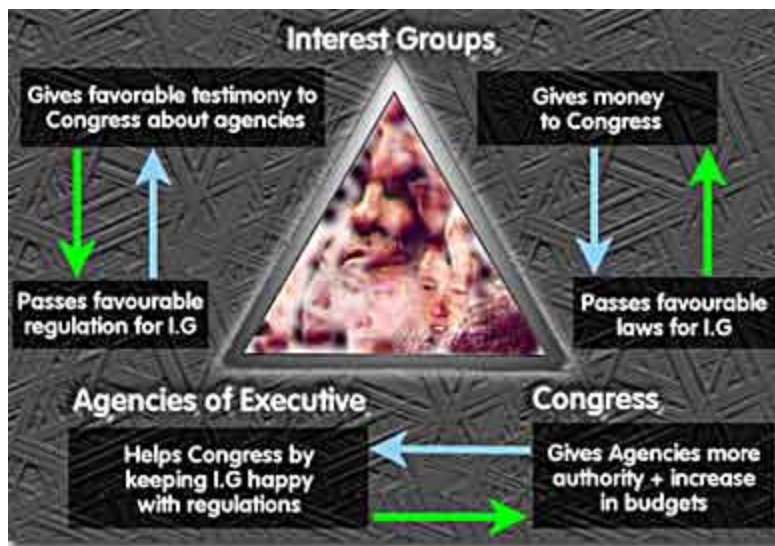 Interest Groups
Gives favorable testimony to
Congress about agencies
Gives money
to Congress
Passes favourable
regulation for I.G
Passes favourable
laws for I.G
Agencies of Executive
Congress
Helps Congress by
keeping I.G happy
with regulations
Gives Agencies more
authority + increase
in budgets